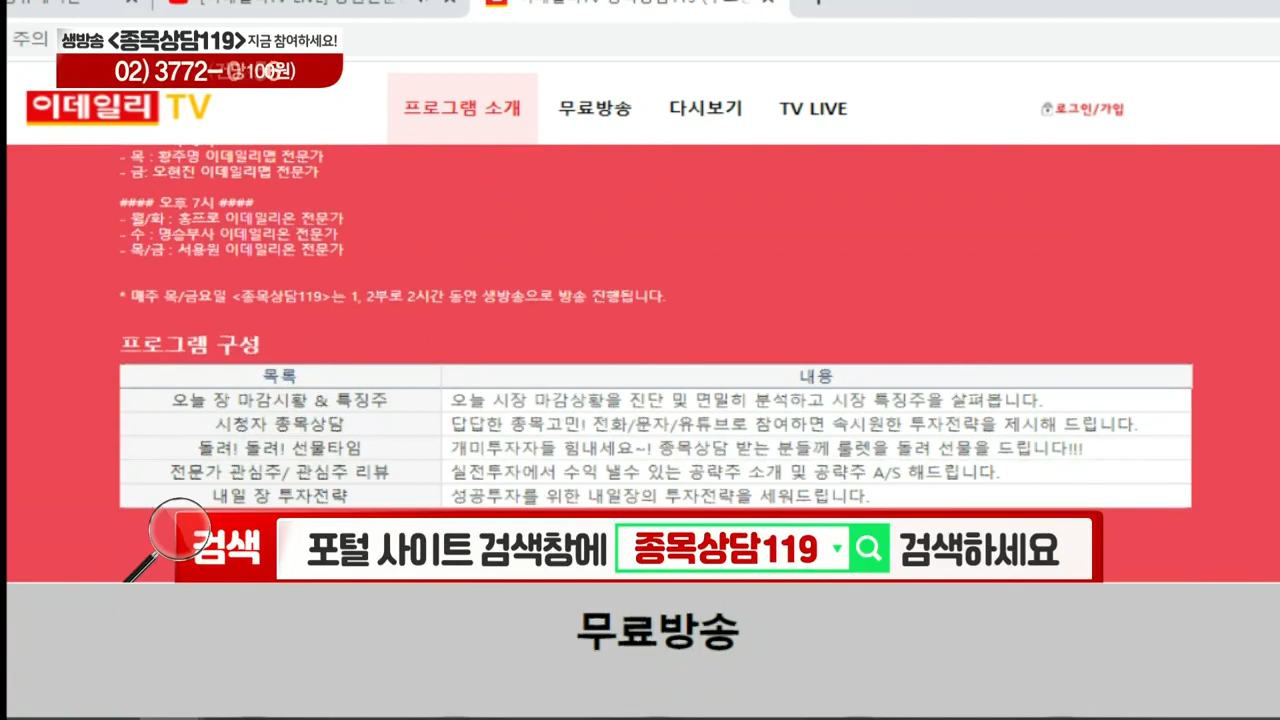 주의
생방송 <종목상담119> 지금 참여하세요!
02) 3772-
이데일리 TV
프로그램 소개
무료방송
다시보기
TV LIVE
로그인/가입
- 목 : 황주명 이데일리맵 전문가
- 금: 오현진 이데일리맵 전문가
#### 오후 7시 ####
- 월/화 : 홍프로 이데일리온 전문가
- 수 : 명승부사 이데일리온 전문가
- 목/금 : 서용원 이데일리온 전문가
* 매주 목/금요일 <종목상담119>는 1, 2부로 2시간 동안 생방송으로 방송 진행됩니다.
프로그램 구성
목록 내용
오늘 장 마감시황 & 특징주 오늘 시장 마감상황을 진단 및 면밀히 분석하고 시장 특징주을 살펴봅니다.
시청자 종목상담 답답한 종목고민! 전화/문자/유튜브로 참여하면 속시원한 투자전략을 제시해 드립니다.
돌려! 돌려! 선물타임 개미투자자들 힘내세요~! 종목상담 받는 분들께 룰렛을 돌려 선물을 드립니다!!!
전문가 관심주/ 관심주 리뷰 실전투자에서 수익 낼수 있는 공략주 소개 및 공략주 A/S 해드립니다.
내일 장 투자전략 성공투자를 위한 내일장의 투자전략을 세워드립니다.
검색 포털 사이트 검색창에 종목상담119 검색하세요
무료방송